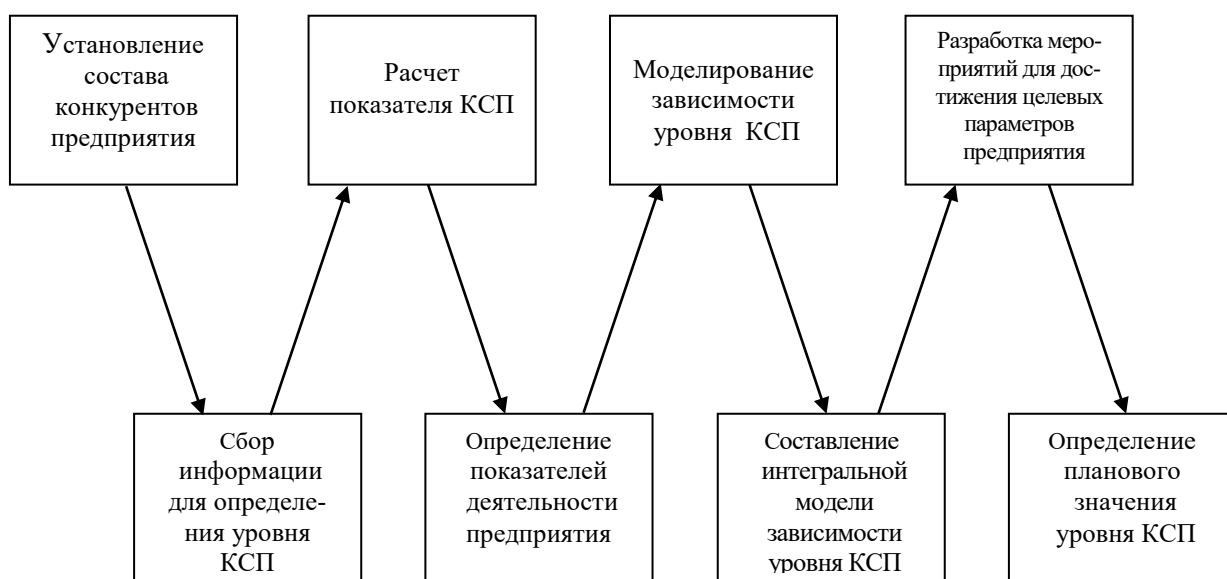 Установление
состава
конкурентов
предприятия
Расчет
показателя КСП
Моделирование
зависимости
уровня КСП
Разработка меро-
приятий для дос-
тижения целевых
параметров
предприятия
Сбор
информации
для определе-
ния уровня
КСП
Определение
показателей
деятельности
предприятия
Составление
интегральной
модели
зависимости
уровня КСП
Определение
планового
значения
уровня КСП